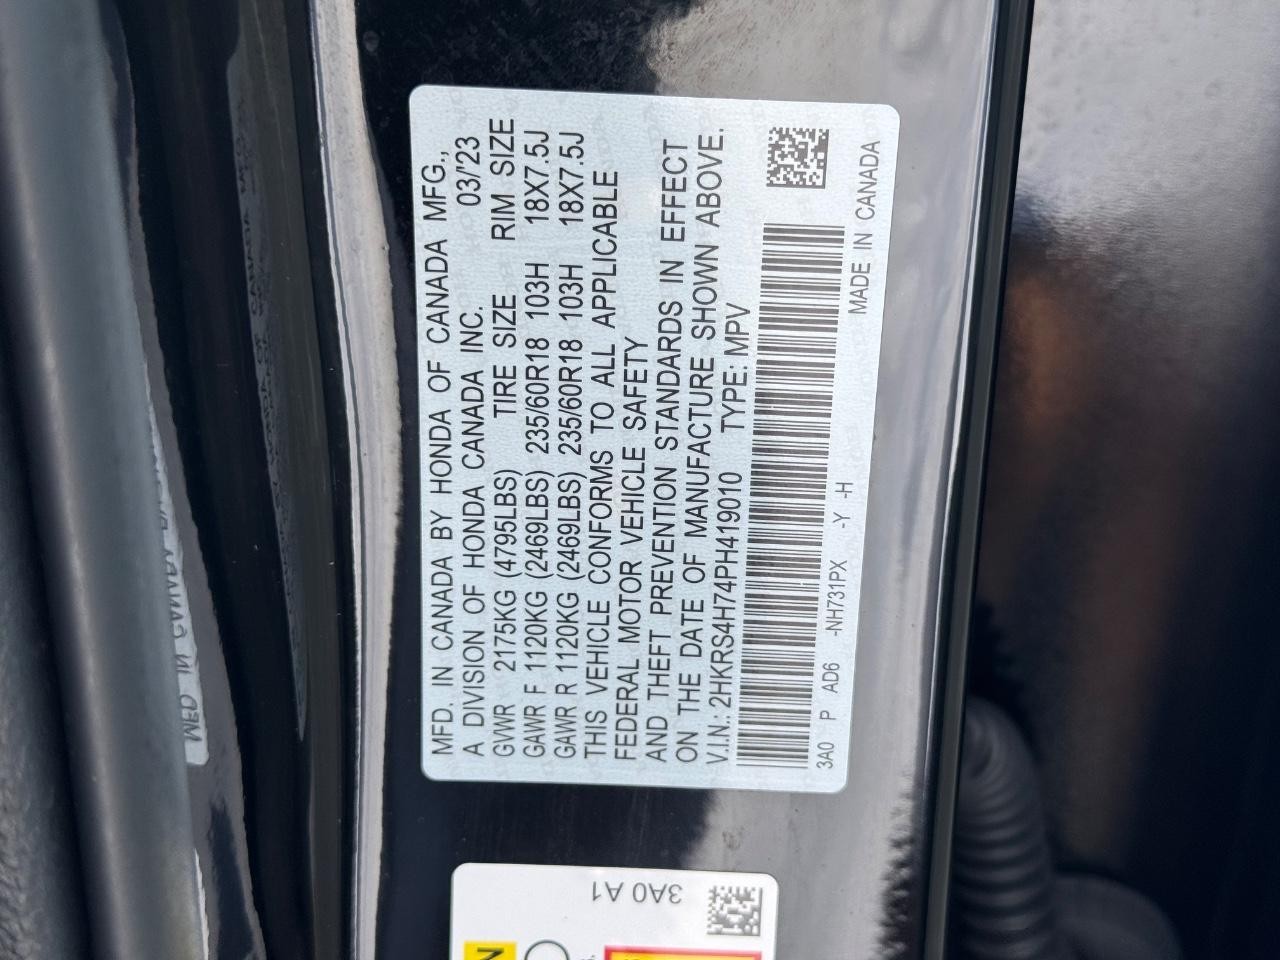 MFD. IN CANADA BY HONDA OF CANADA MFG.,
A DIVISION OF HONDA CANADA INC. 03/'23
GVWR 2175KG (4795LBS) TIRE SIZE RIM SIZE
GAWR F 1120KG (2469LBS) 235/60R18 103H 18X7.5J
GAWR R 1120KG (2469LBS) 235/60R18 103H 18X7.5J
THIS VEHICLE CONFORMS TO ALL APPLICABLE
FEDERAL MOTOR VEHICLE SAFETY
AND THEFT PREVENTION STANDARDS IN EFFECT
ON THE DATE OF MANUFACTURE SHOWN ABOVE.
V.I.N.: 2HKRS4H74PH419010 TYPE: MPV
3A0 P AD6 -NH731PX -Y -H
MADE IN CANADA
3A0 A1